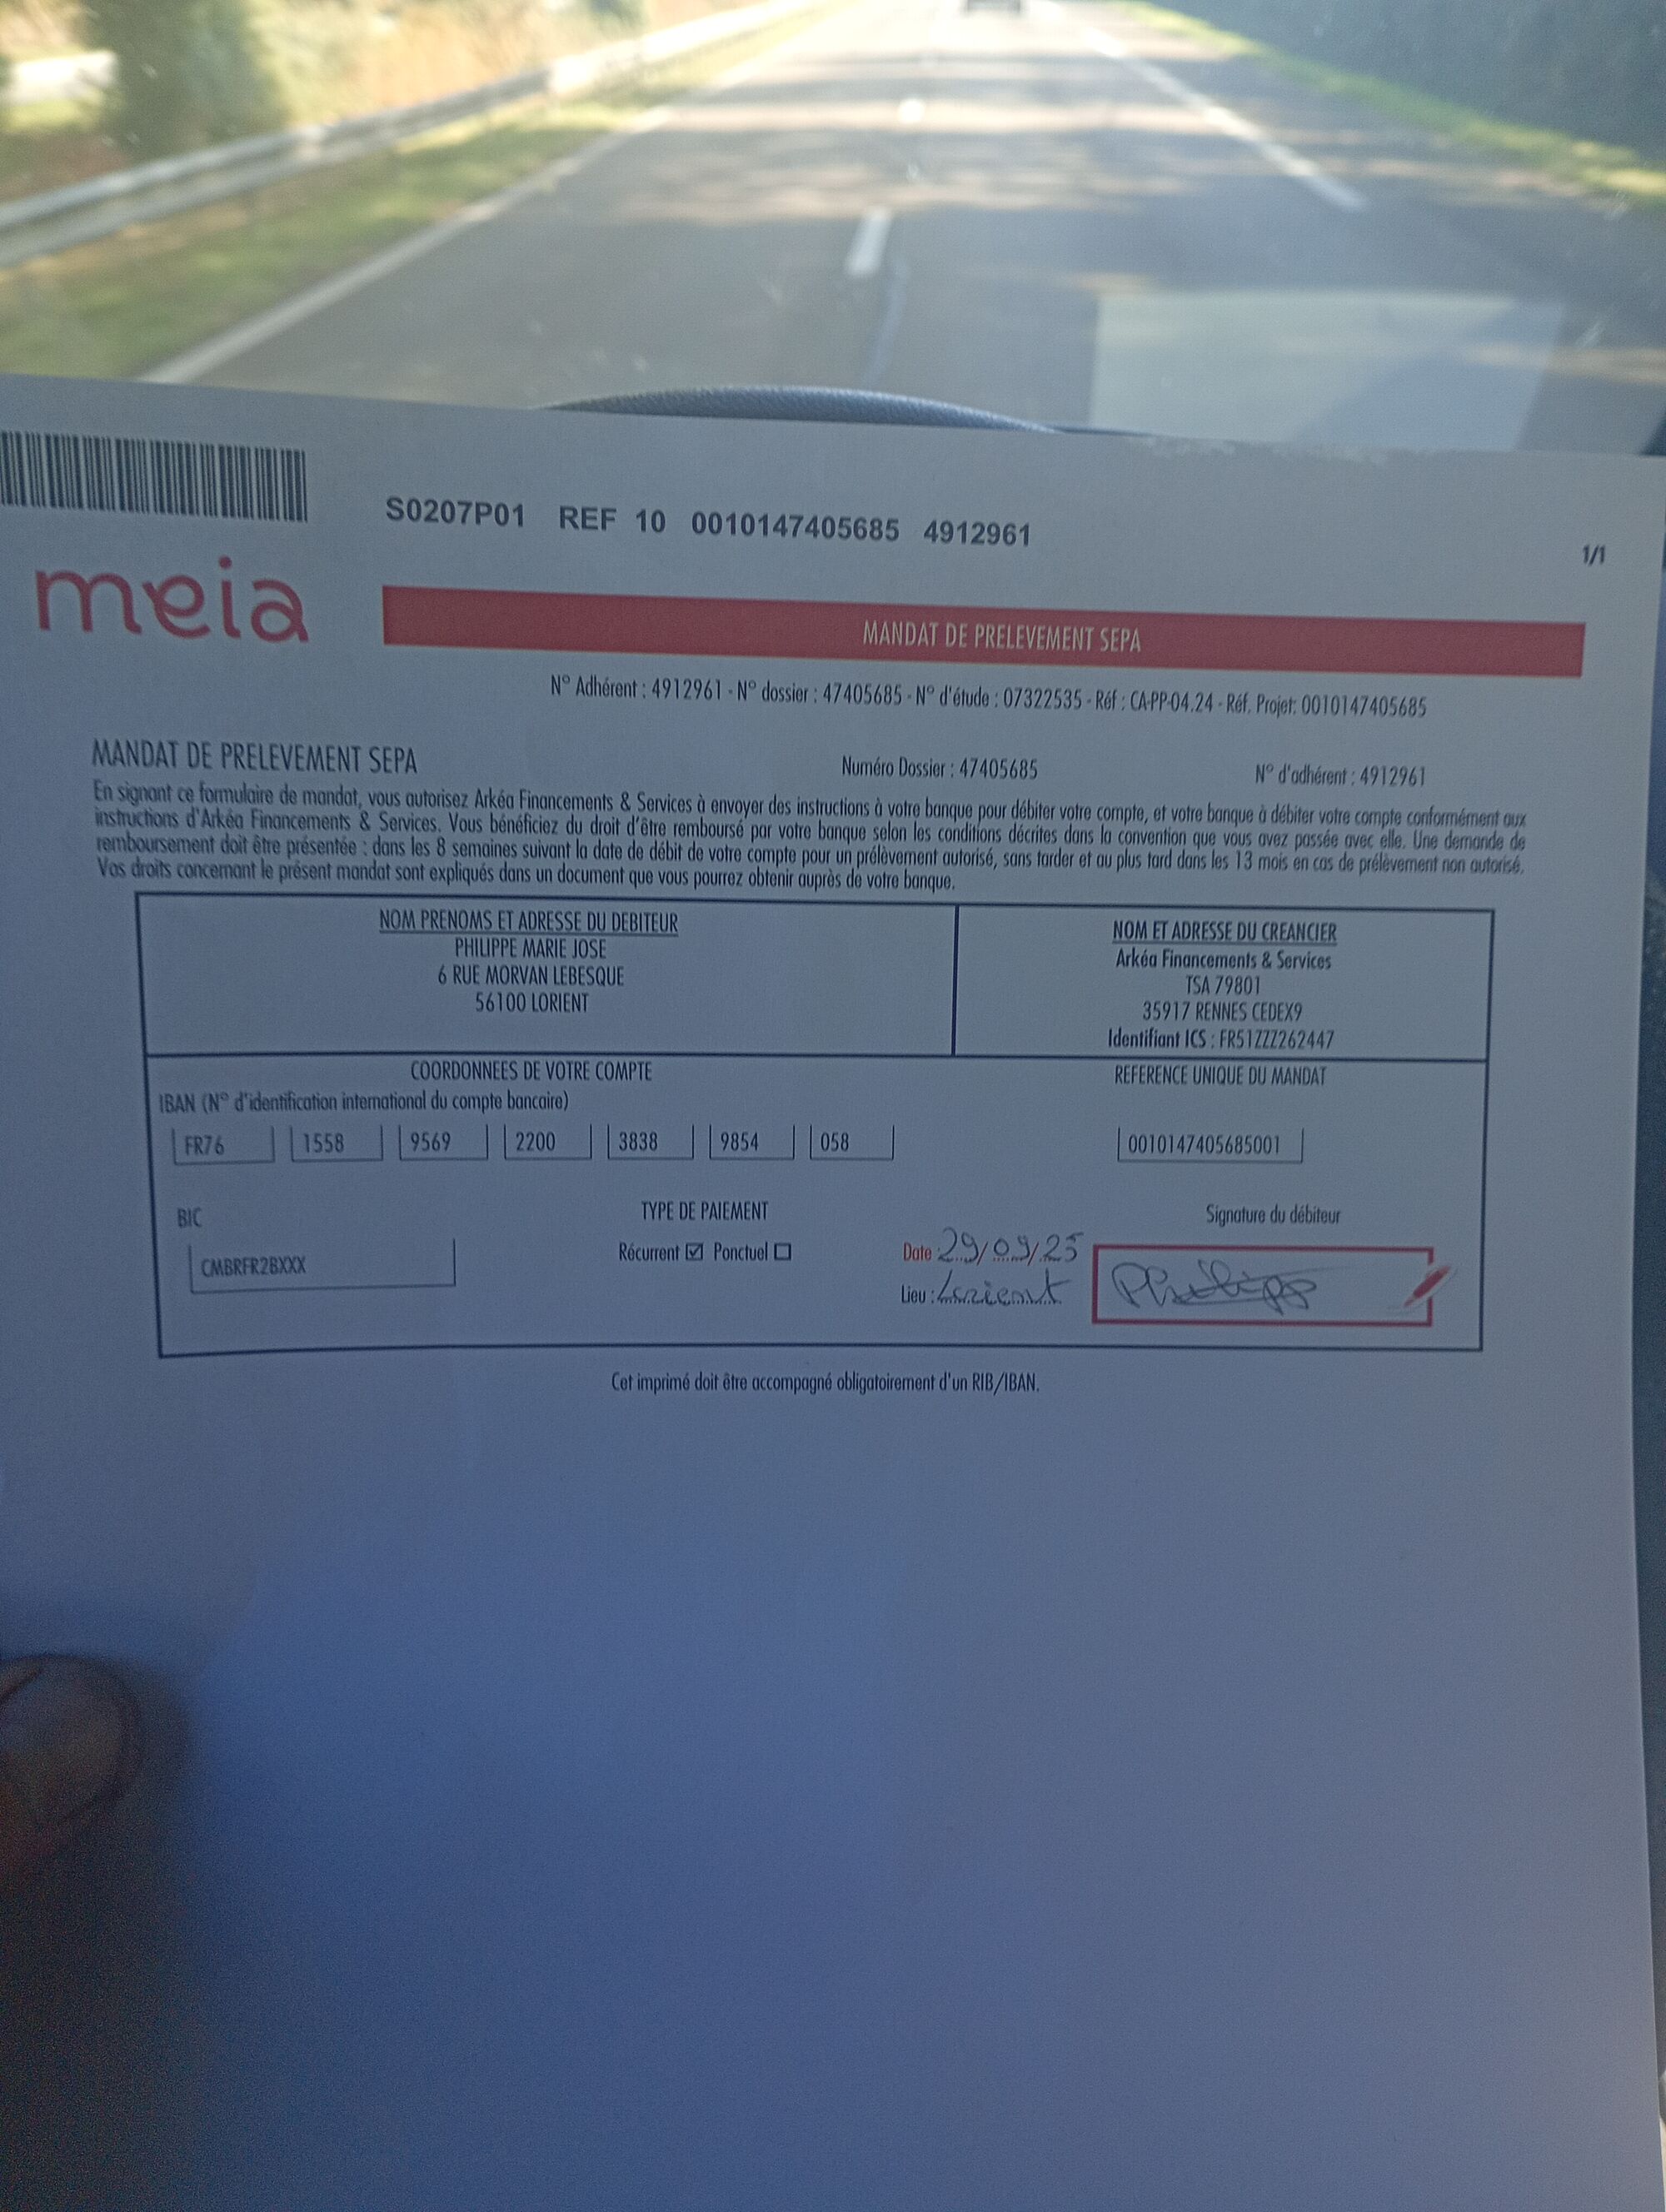 S0207P01 REF 10 0010147405685 4912961
1/1
meia
MANDAT DE PRELEVEMENT SEPA
N° Adhérent : 4912961 - N° dossier : 47405685 - N° d'étude : 07322535 - Réf : CA-PP-04.24 - Réf. Projet: 0010147405685
MANDAT DE PRELEVEMENT SEPA
Numéro Dossier : 47405685
N° d'adhérent : 4912961
En signant ce formulaire de mandat, vous autorisez Arkéa Financements & Services à envoyer des instructions à votre banque pour débiter votre compte, et votre banque à débiter votre compte conformément aux
instructions d'Arkéa Financements & Services. Vous bénéficiez du droit d'être remboursé par votre banque selon les conditions décrites dans la convention que vous avez passée avec elle. Une demande de
remboursement doit être présentée : dans les 8 semaines suivant la date de débit de votre compte pour un prélèvement autorisé, sans tarder et au plus tard dans les 13 mois en cas de prélèvement non autorisé.
Vos droits concernant le présent mandat sont expliqués dans un document que vous pourrez obtenir auprès de votre banque.
NOM PRENOMS ET ADRESSE DU DEBITEUR
PHILIPPE MARIE JOSE
6 RUE MORVAN LEBESQUE
56100 LORIENT
NOM ET ADRESSE DU CREANCIER
Arkéa Financements & Services
TSA 79801
35917 RENNES CEDEX9
Identifiant ICS : FR51ZZZ262447
COORDONNEES DE VOTRE COMPTE
IBAN (N° d'identification international du compte bancaire)
FR76 1558 9569 2200 3838 9854 058
REFERENCE UNIQUE DU MANDAT
0010147405685001
BIC
CMBRFR2BXXX
TYPE DE PAIEMENT
Récurrent ☑ Ponctuel ☐
Date : 29/09/25
Lieu : Lorient
Signature du débiteur
Cet imprimé doit être accompagné obligatoirement d'un RIB/IBAN.